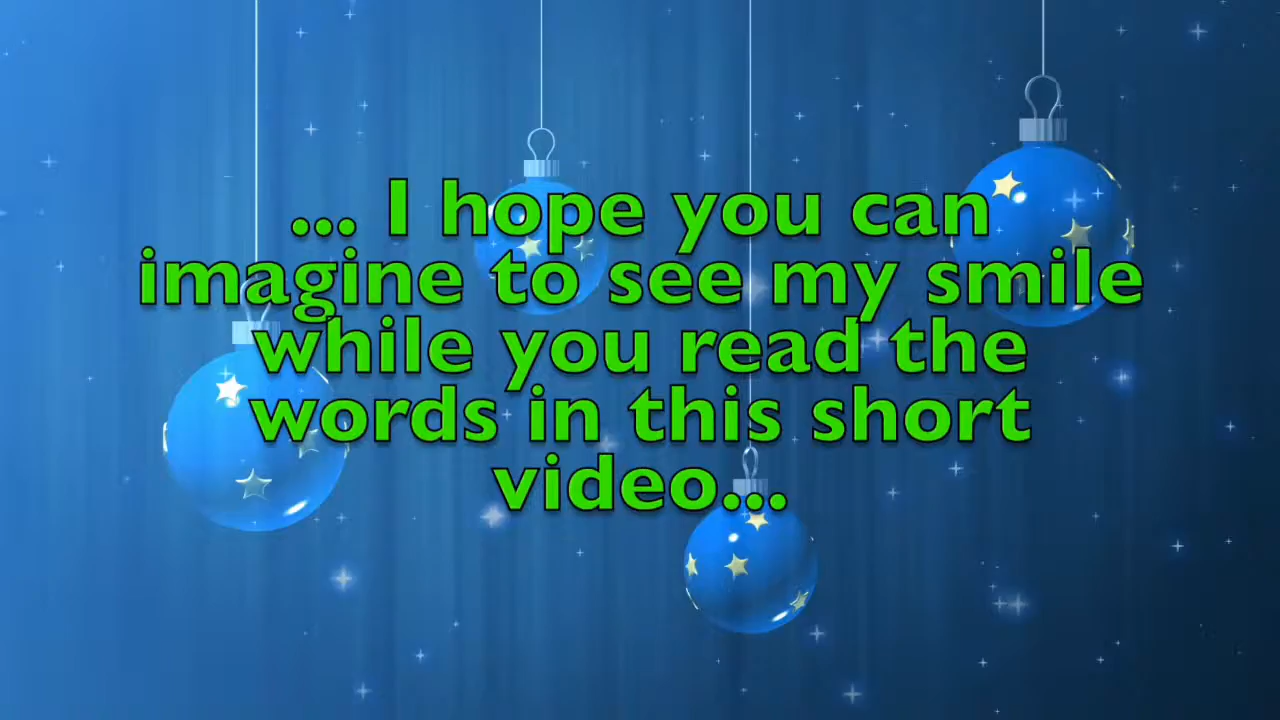 ... I hope you can
imagine to see my smile
while you read the
words in this short
video...